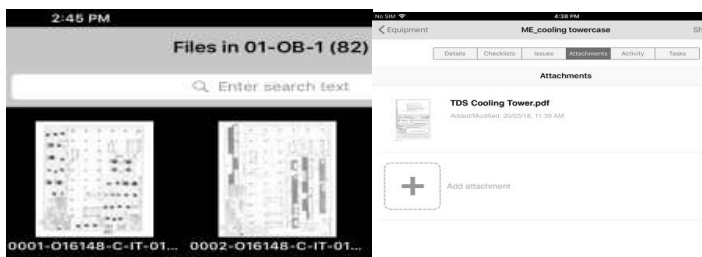 2:45 PM
Files in 01-OB-1 (82)
Enter search text
0001-O16148-C-IT-01...
0002-O16148-C-IT-01...
No SIM
4:38 PM
Equipment
ME_cooling towercase
Sh
Details
Checklists
Issues
Attachments
Activity
Tasks
Attachments
TDS Cooling Tower.pdf
Added/Modified: 20/03/18, 11:39 AM
Add attachment